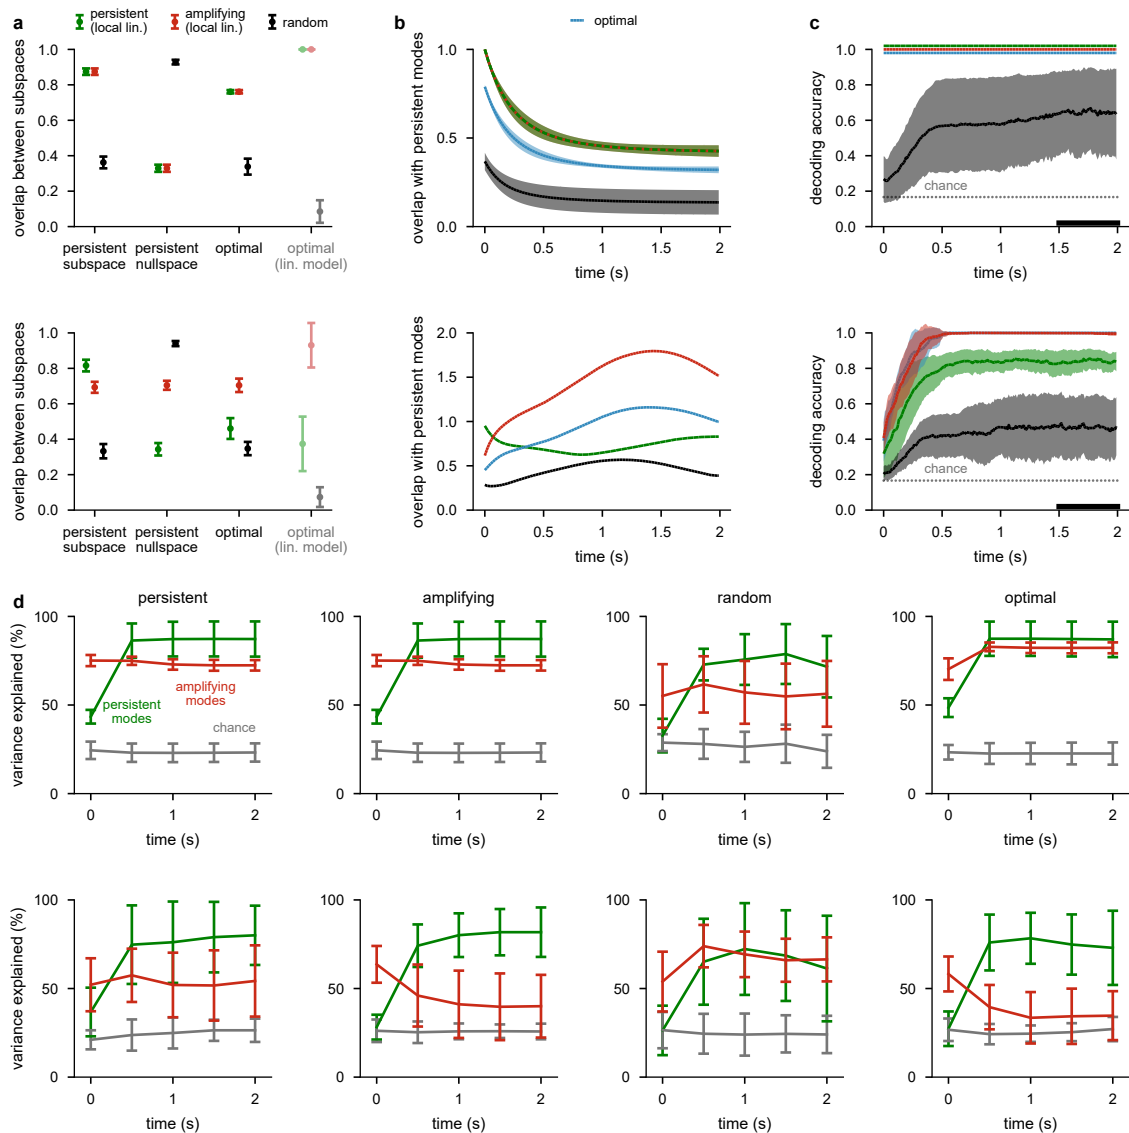 a
persistent
(local lin.)
amplifying
(local lin.)
random
overlap between subspaces
1.0
0.8
0.6
0.4
0.2
0.0
persistent
subspace
persistent
nullspace
optimal
optimal
(lin. model)
b
optimal
overlap with persistent modes
1.0
0.5
0.0
0
0.5
1
1.5
2
time (s)
c
decoding accuracy
1.0
0.8
0.6
0.4
0.2
0.0
chance
0
0.5
1
1.5
2
time (s)
overlap between subspaces
1.0
0.8
0.6
0.4
0.2
0.0
persistent
subspace
persistent
nullspace
optimal
optimal
(lin. model)
overlap with persistent modes
2.0
1.5
1.0
0.5
0.0
0
0.5
1
1.5
2
time (s)
decoding accuracy
1.0
0.8
0.6
0.4
0.2
0.0
chance
0
0.5
1
1.5
2
time (s)
d
persistent
variance explained (%)
100
50
0
amplifying
modes
persistent
modes
chance
0
1
2
time (s)
amplifying
100
50
0
0
1
2
time (s)
random
100
50
0
0
1
2
time (s)
optimal
100
50
0
0
1
2
time (s)
variance explained (%)
100
50
0
0
1
2
time (s)
100
50
0
0
1
2
time (s)
100
50
0
0
1
2
time (s)
100
50
0
0
1
2
time (s)